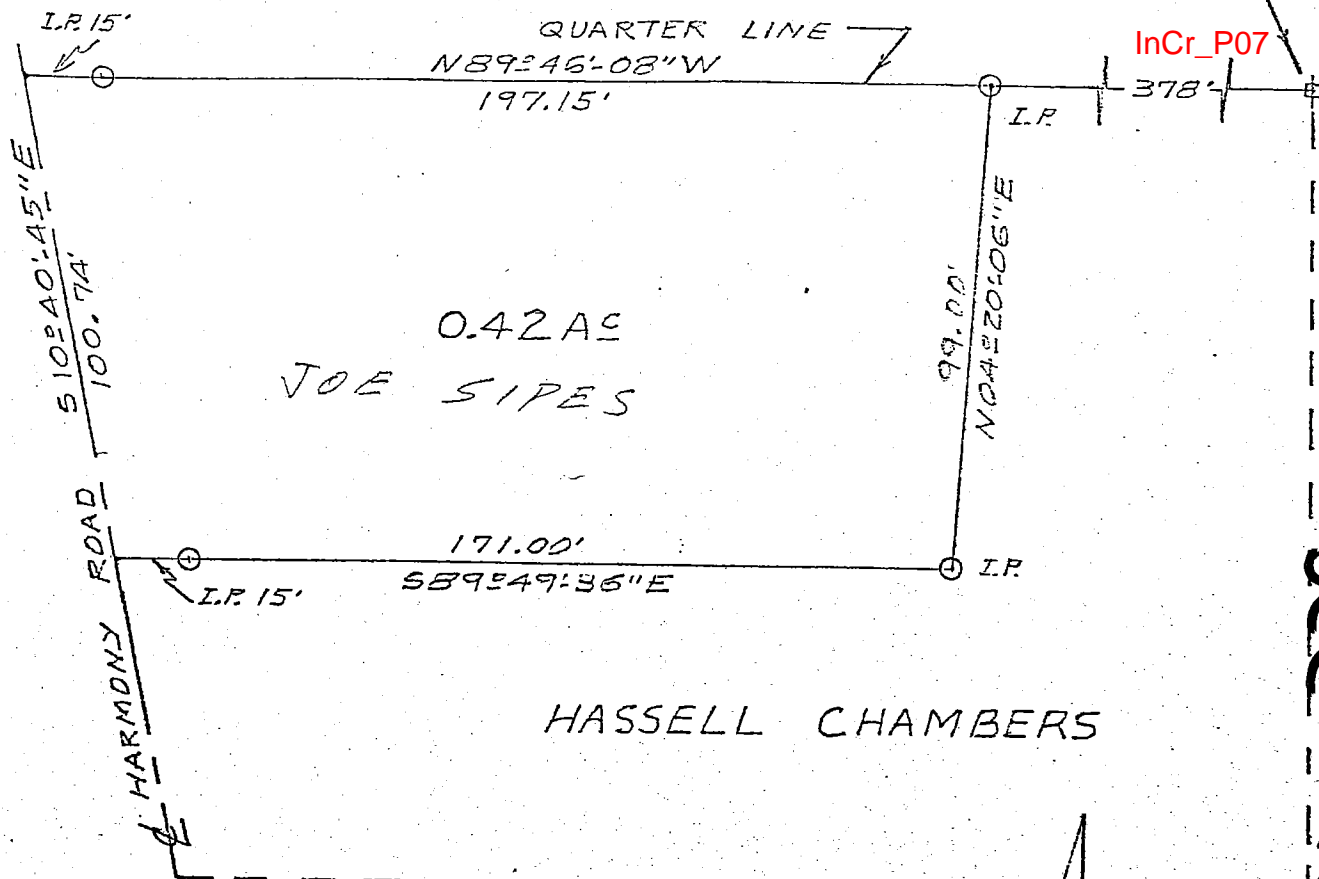 I.P. 15'
QUARTER LINE
InCr_P07
N89°46'-08"W
197.15'
378'
I.P.
S10°40'-45"E
100.74'
99.00'
N04°20'-06"E
0.42 Ac
JOE SIPES
171.00'
S89°49'-36"E
I.P.
I.P. 15'
HARMONY ROAD
HASSELL CHAMBERS